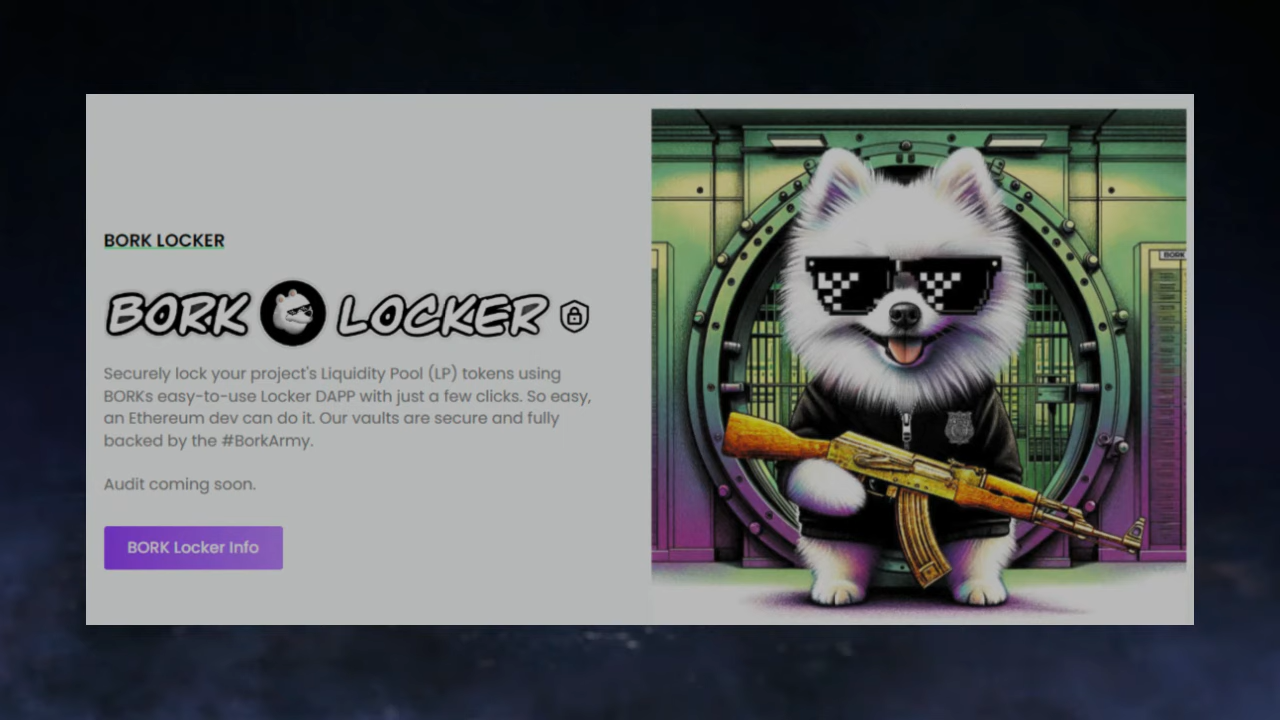 BORK LOCKER
BORK LOCKER
Securely lock your project's Liquidity Pool (LP) tokens using
BORKs easy-to-use Locker DAPP with just a few clicks. So easy,
an Ethereum dev can do it. Our vaults are secure and fully
backed by the #BorkArmy.
Audit coming soon.
BORK Locker Info
BORK